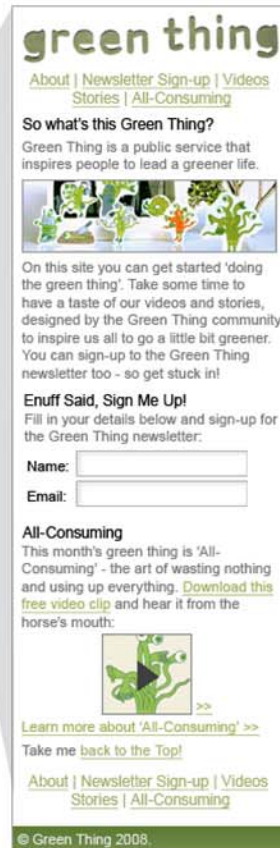 green thing
About | Newsletter Sign-up | Videos
Stories | All-Consuming
So what's this Green Thing?
Green Thing is a public service that
inspires people to lead a greener life.
On this site you can get started 'doing
the green thing'. Take some time to
have a taste of our videos and stories,
designed by the Green Thing community
to inspire us all to go a little bit greener.
You can sign-up to the Green Thing
newsletter too - so get stuck in!
Enuff Said, Sign Me Up!
Fill in your details below and sign-up for
the Green Thing newsletter:
Name:
Email:
All-Consuming
This month's green thing is 'All-
Consuming' - the art of wasting nothing
and using up everything. Download this
free video clip and hear it from the
horse's mouth:
>>
Learn more about 'All-Consuming' >>
Take me back to the Top!
About | Newsletter Sign-up | Videos
Stories | All-Consuming
© Green Thing 2008.